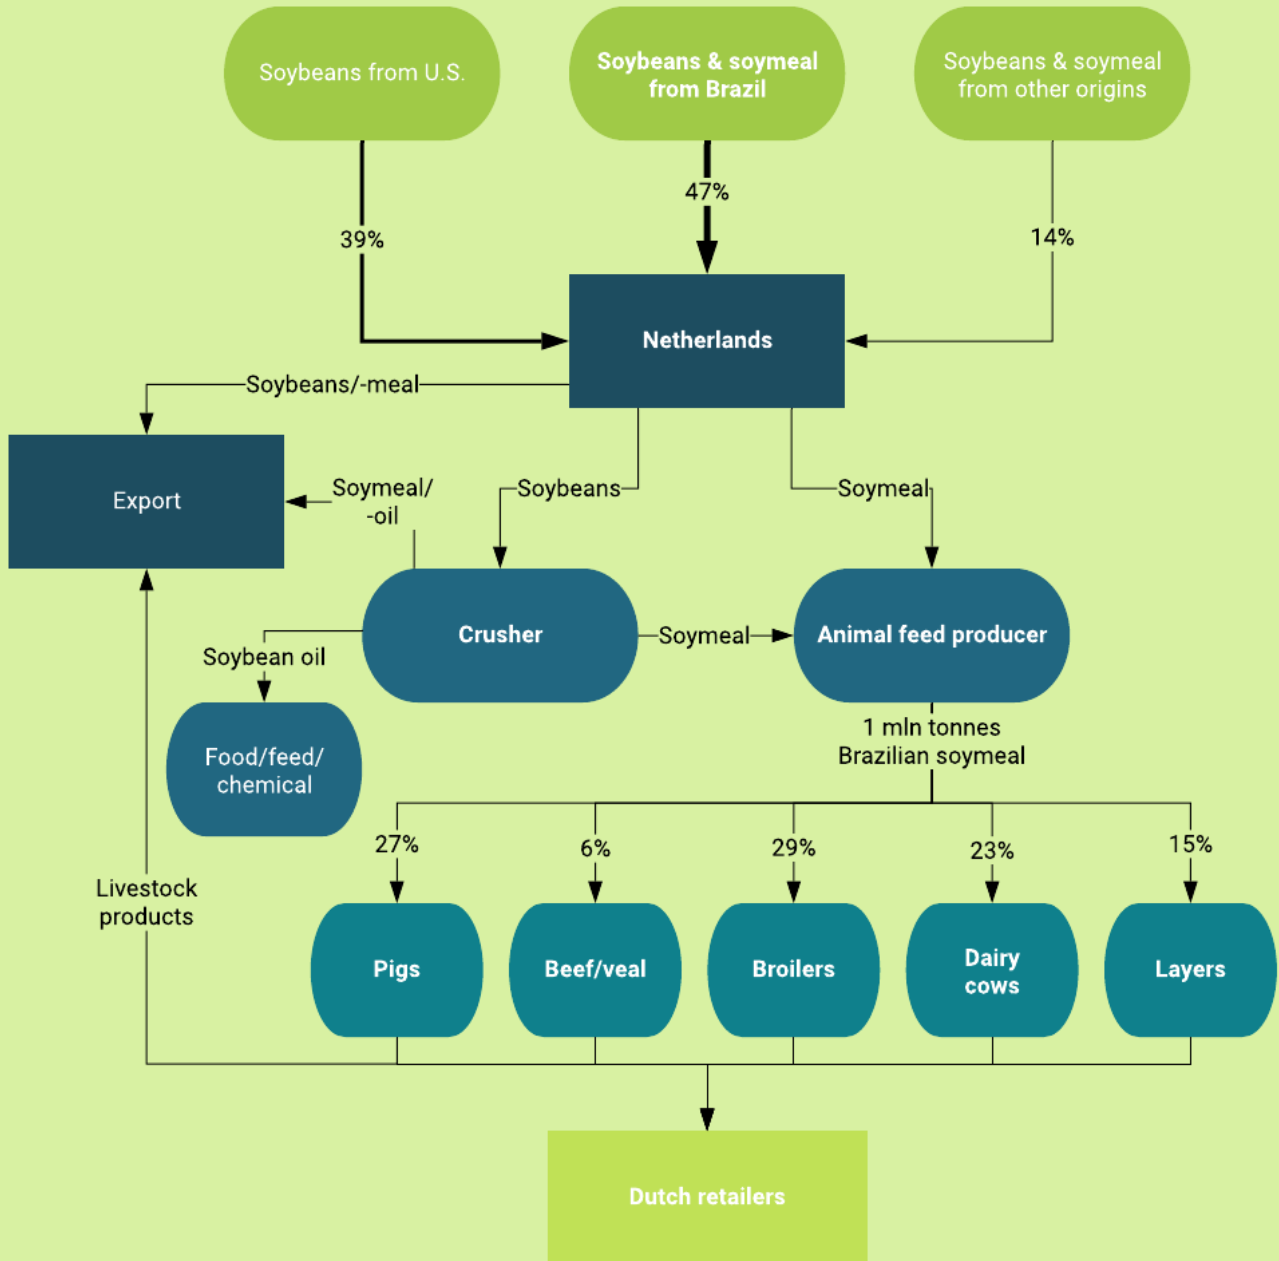 Soybeans from U.S.
Soybeans & soymeal
from Brazil
Soybeans & soymeal
from other origins
47%
39%
14%
Netherlands
Soybeans/-meal
Export
Soymeal/
-oil
Soybeans
Soymeal
Crusher
Soymeal
Animal feed producer
Soybean oil
Food/feed/
chemical
1 mln tonnes
Brazilian soymeal
27%
6%
29%
23%
15%
Livestock
products
Pigs
Beef/veal
Broilers
Dairy
cows
Layers
Dutch retailers